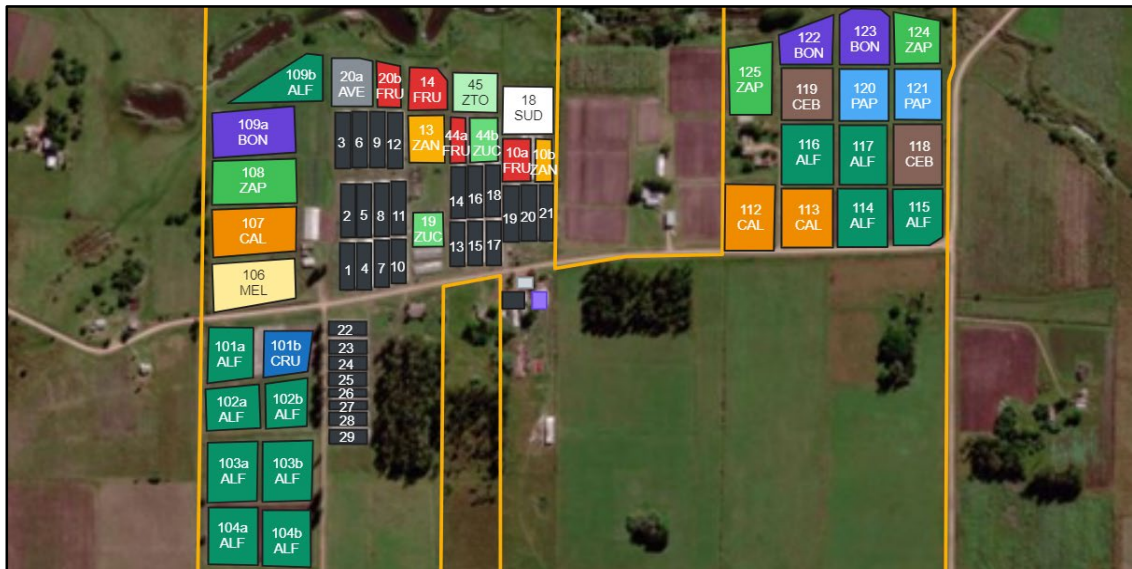 109b
ALF
20a
AVE
20b
FRU
14
FRU
45
ZTO
18
SUD
125
ZAP
122
BON
123
BON
124
ZAP
109a
BON
3
6
9
12
13
ZAN
44a
FRU
44b
ZUC
10a
FRU
10b
ZAN
119
CEB
120
PAP
121
PAP
108
ZAP
116
ALF
117
ALF
118
CEB
107
CAL
2
5
8
11
19
ZUC
14
16
18
19
20
21
112
CAL
113
CAL
114
ALF
115
ALF
106
MEL
1
4
7
10
13
15
17
101a
ALF
101b
CRU
22
23
24
25
26
27
28
29
102a
ALF
102b
ALF
103a
ALF
103b
ALF
104a
ALF
104b
ALF